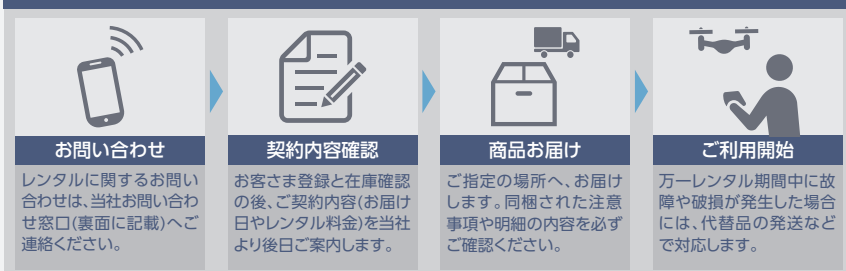 お問い合わせ
レンタルに関するお問い
合わせは、当社お問い合わ
せ窓口(裏面に記載)へご
連絡ください。
契約内容確認
お客さま登録と在庫確認
の後、ご契約内容(お届け
日やレンタル料金)を当社
より後日ご案内します。
商品お届け
ご指定の場所へ、お届け
します。同梱された注意
事項や明細の内容を必ず
ご確認ください。
ご利用開始
万一レンタル期間中に故
障や破損が発生した場合
には、代替品の発送など
で対応します。